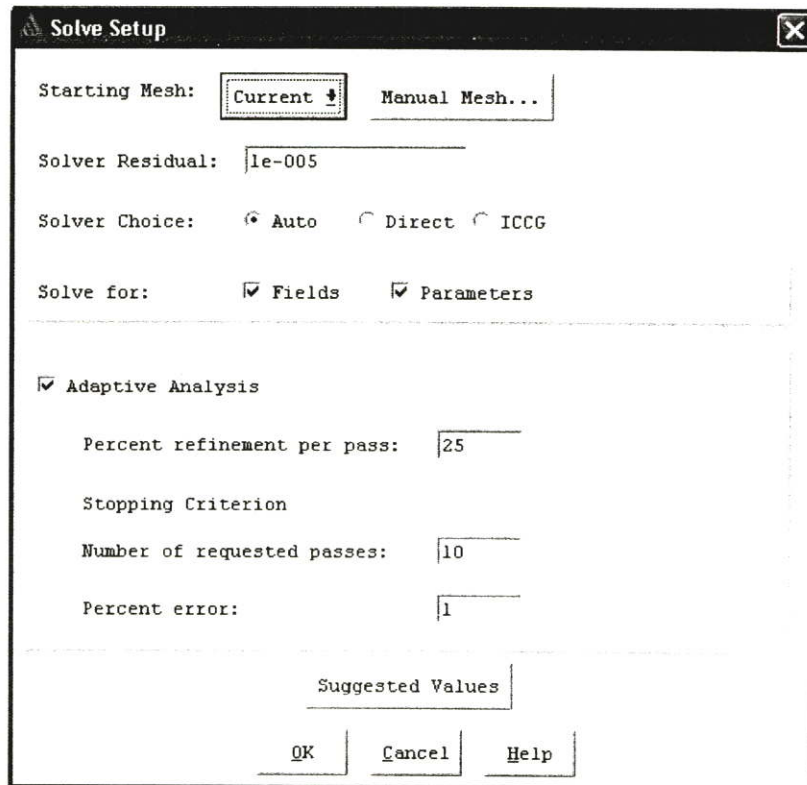 Solve Setup
Starting Mesh: Current Manual Mesh...
Solver Residual: 1e-005
Solver Choice: Auto Direct ICCG
Solve for: Fields Parameters
Adaptive Analysis
Percent refinement per pass: 25
Stopping Criterion
Number of requested passes: 10
Percent error: 1
Suggested Values
OK Cancel Help